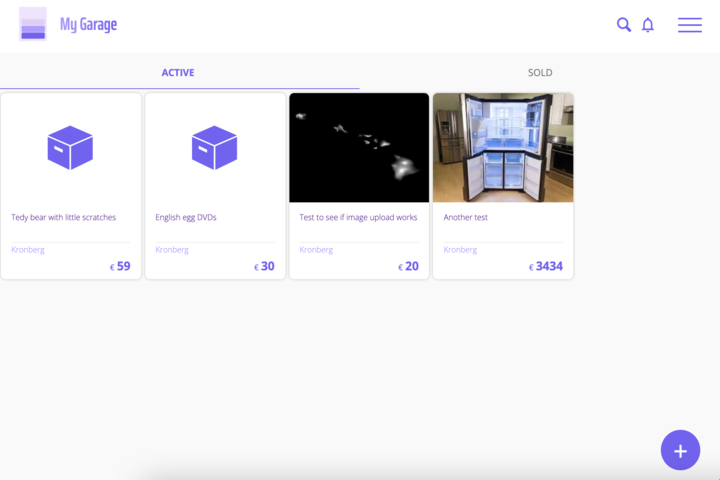 My Garage
ACTIVE
SOLD
Tedy bear with little scratches
Kronberg
€ 59
English egg DVDs
Kronberg
€ 30
Test to see if image upload works
Kronberg
€ 20
Another test
Kronberg
€ 3434